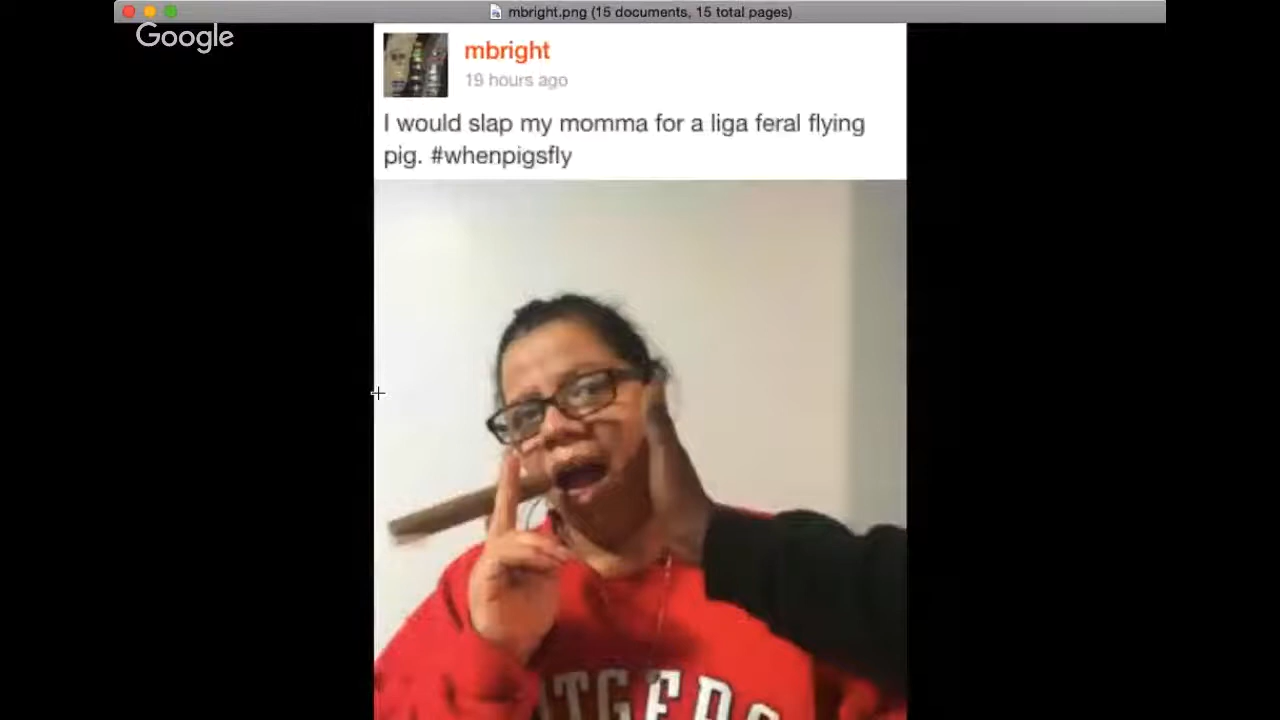 mbright.png (15 documents, 15 total pages)
Google
mbright
19 hours ago
I would slap my momma for a liga feral flying
pig. #whenpigsfly